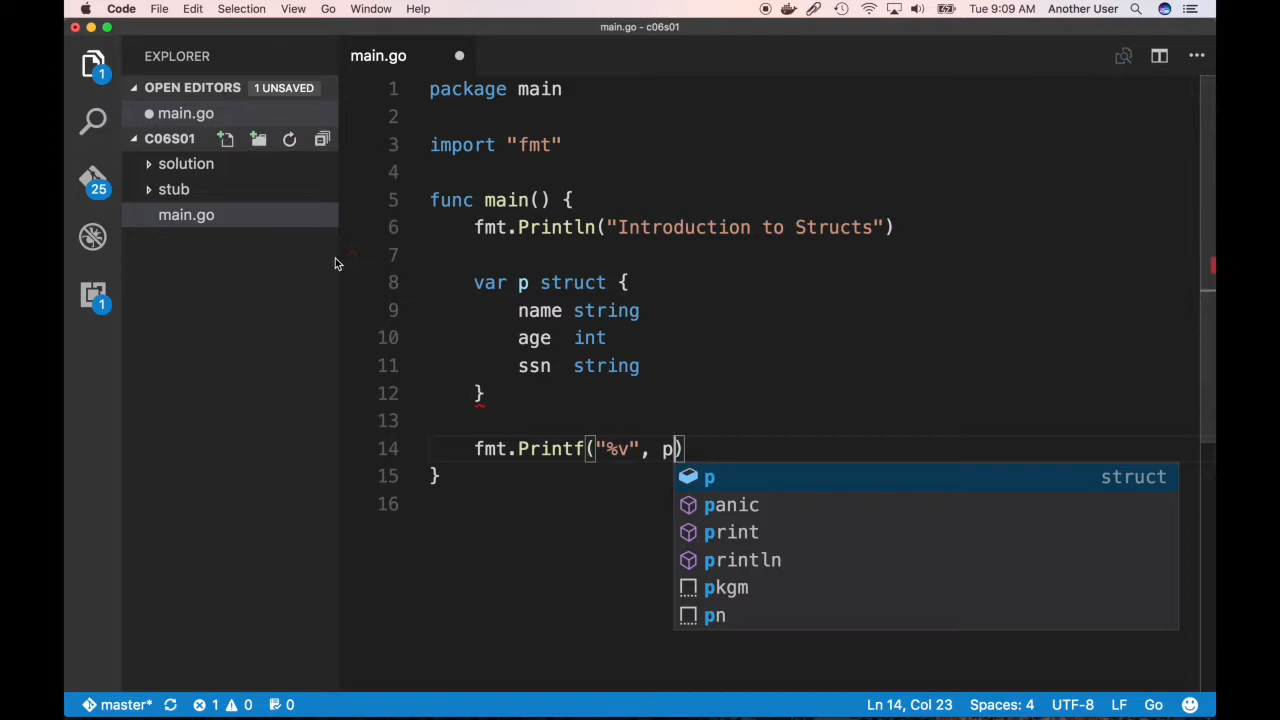 Code File Edit Selection View Go Window Help Tue 9:09 AM Another User
main.go - c06s01
EXPLORER
OPEN EDITORS 1 UNSAVED
main.go
C06S01
solution
stub
main.go
1
25
1
main.go
1 package main
2
3 import "fmt"
4
5 func main() {
6 fmt.Println("Introduction to Structs")
7
8 var p struct {
9 name string
10 age int
11 ssn string
12 }
13
14 fmt.Printf("%v", p)
15 }
16
p struct
panic
print
println
pkgm
pn
master* 1 0 0 Ln 14, Col 23 Spaces: 4 UTF-8 LF Go